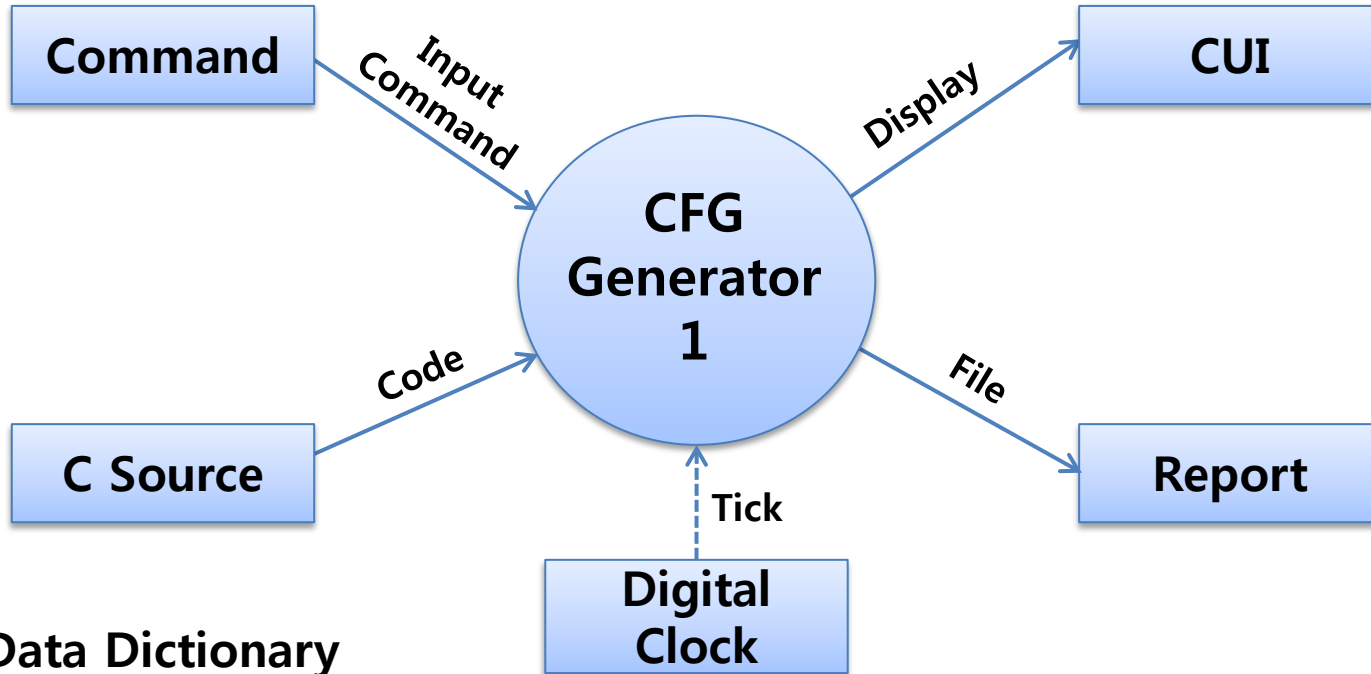 Command
Input
Command
Display
CUI
CFG
Generator
1
Code
File
C Source
Report
Tick
Digital
Clock
Data Dictionary